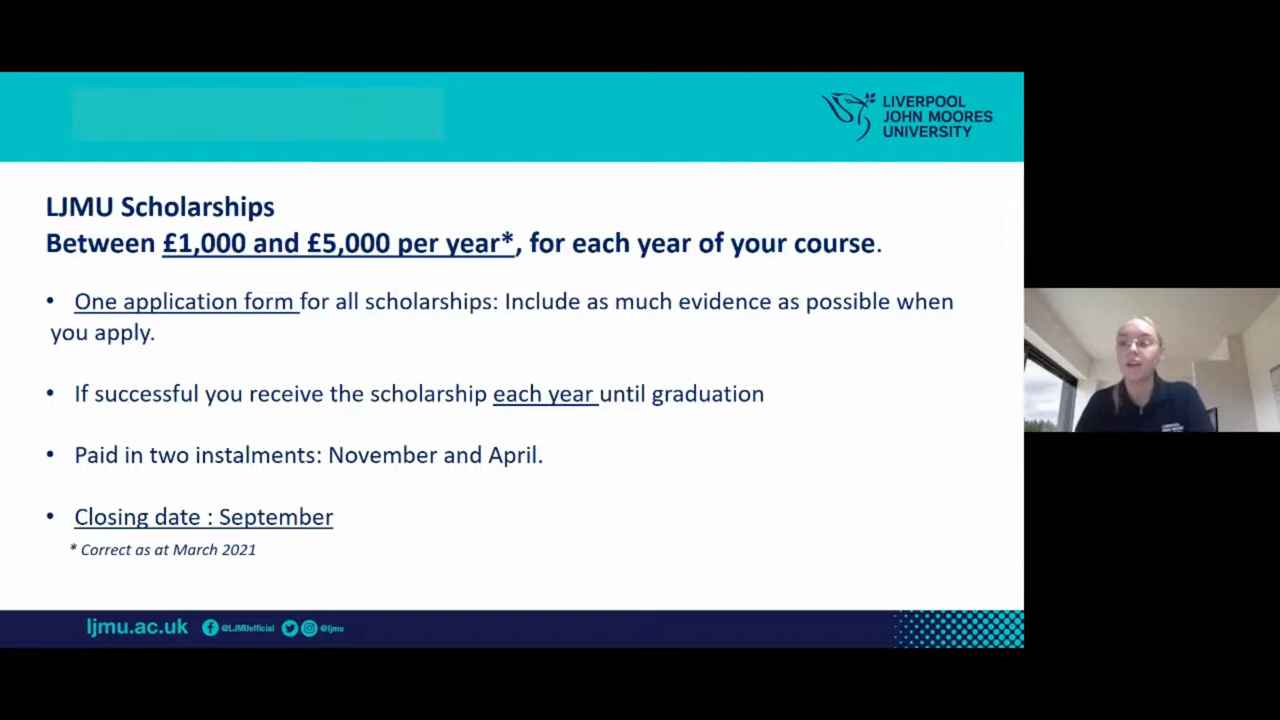 LIVERPOOL
JOHN MOORES
UNIVERSITY
LJMU Scholarships
Between £1,000 and £5,000 per year*, for each year of your course.
• One application form for all scholarships: Include as much evidence as possible when
you apply.
• If successful you receive the scholarship each year until graduation
• Paid in two instalments: November and April.
• Closing date : September
* Correct as at March 2021
ljmu.ac.uk @LJMUofficial @ljmu